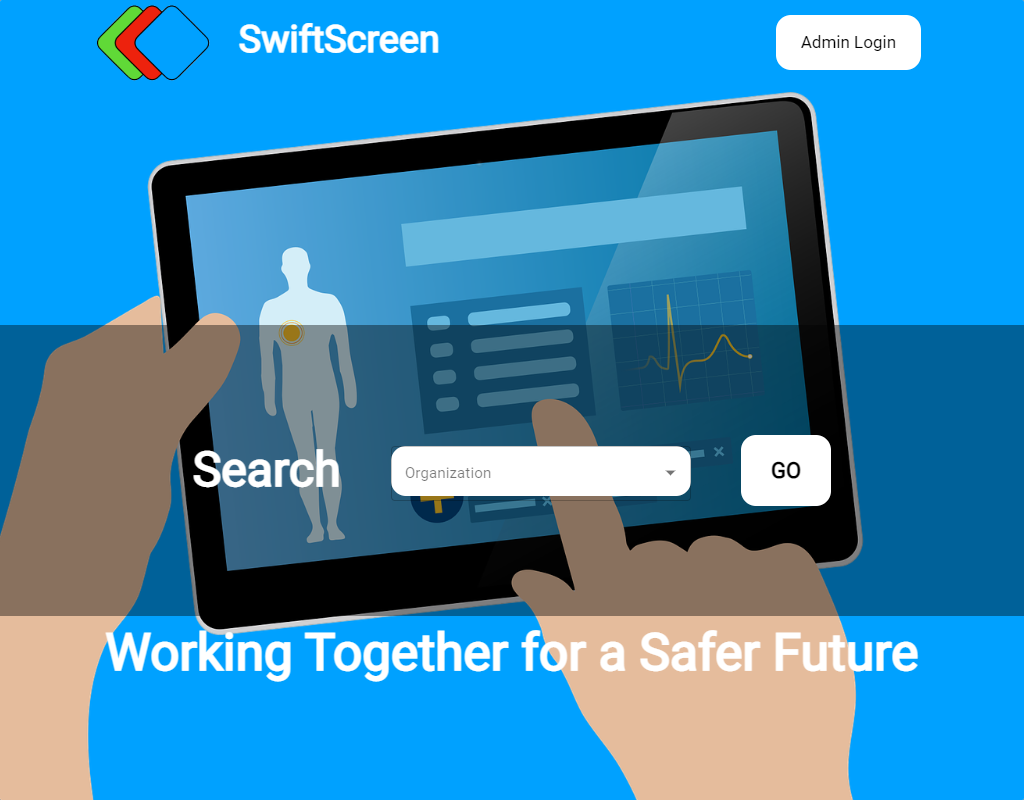 SwiftScreen
Admin Login
Search
Organization
GO
Working Together for a Safer Future